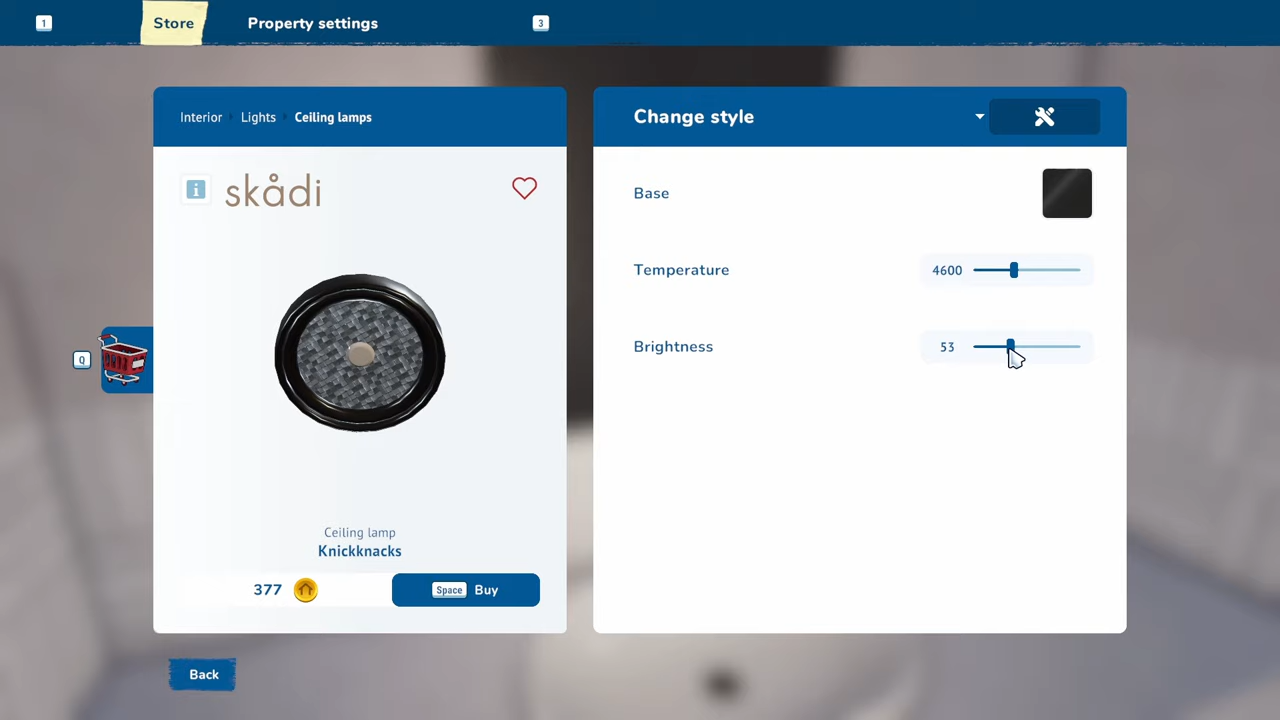 1
Store
Property settings
3
Interior Lights Ceiling lamps
i skådi
Ceiling lamp
Knickknacks
377
Space Buy
Q
Back
Change style
Base
Temperature
4600
Brightness
53